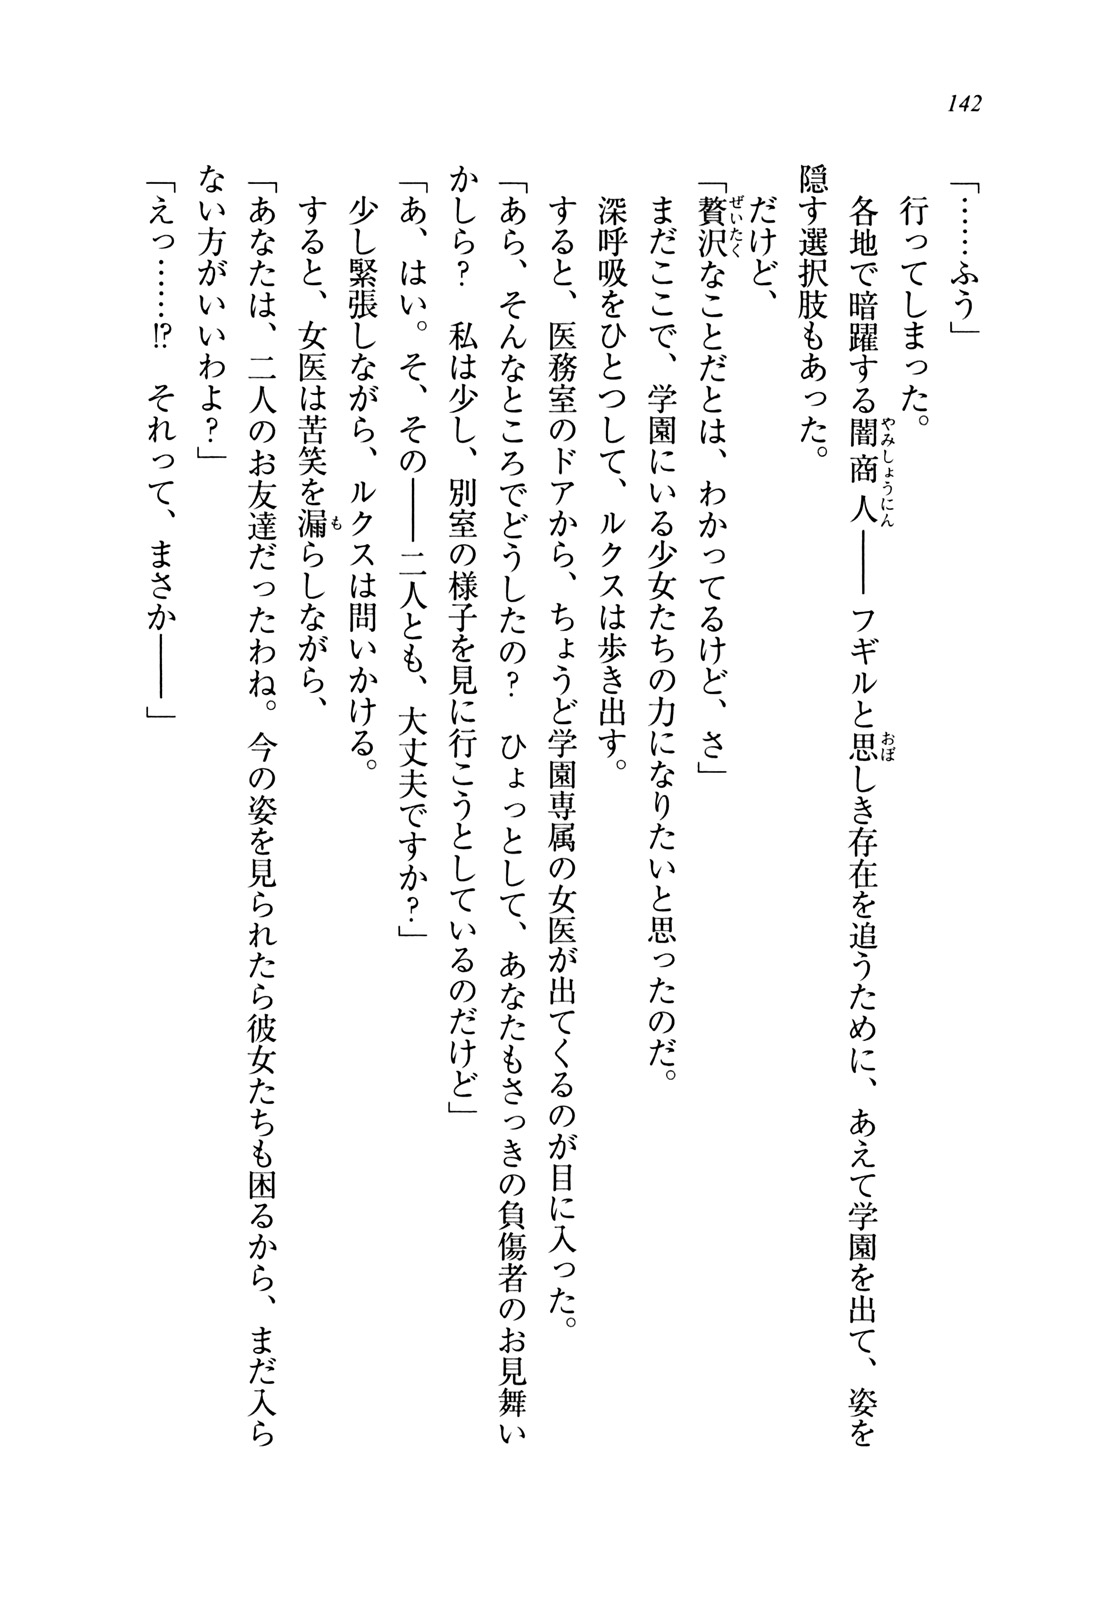 142
「……ふう」
行ってしまった。
各地で暗躍する闇商人――フギルと思しき存在を追うために、あえて学園を出て、姿を
隠す選択肢もあった。
だけど、
「贅沢なことだとは、わかってるけど、さ」
まだここで、学園にいる少女たちの力になりたいと思ったのだ。
深呼吸をひとつして、ルクスは歩き出す。
すると、医務室のドアから、ちょうど学園専属の女医が出てくるのが目に入った。
「あら、そんなところでどうしたの？　ひょっとして、あなたもさっきの負傷者のお見舞い
かしら？　私は少し、別室の様子を見に行こうとしているのだけど」
「あ、はい。そ、その――二人とも、大丈夫ですか？」
少し緊張しながら、ルクスは問いかける。
すると、女医は苦笑を漏らしながら、
「あなたは、二人のお友達だったわね。今の姿を見られたら彼女たちも困るから、まだ入ら
ない方がいいわよ？」
「えっ……⁉　それって、まさか――」